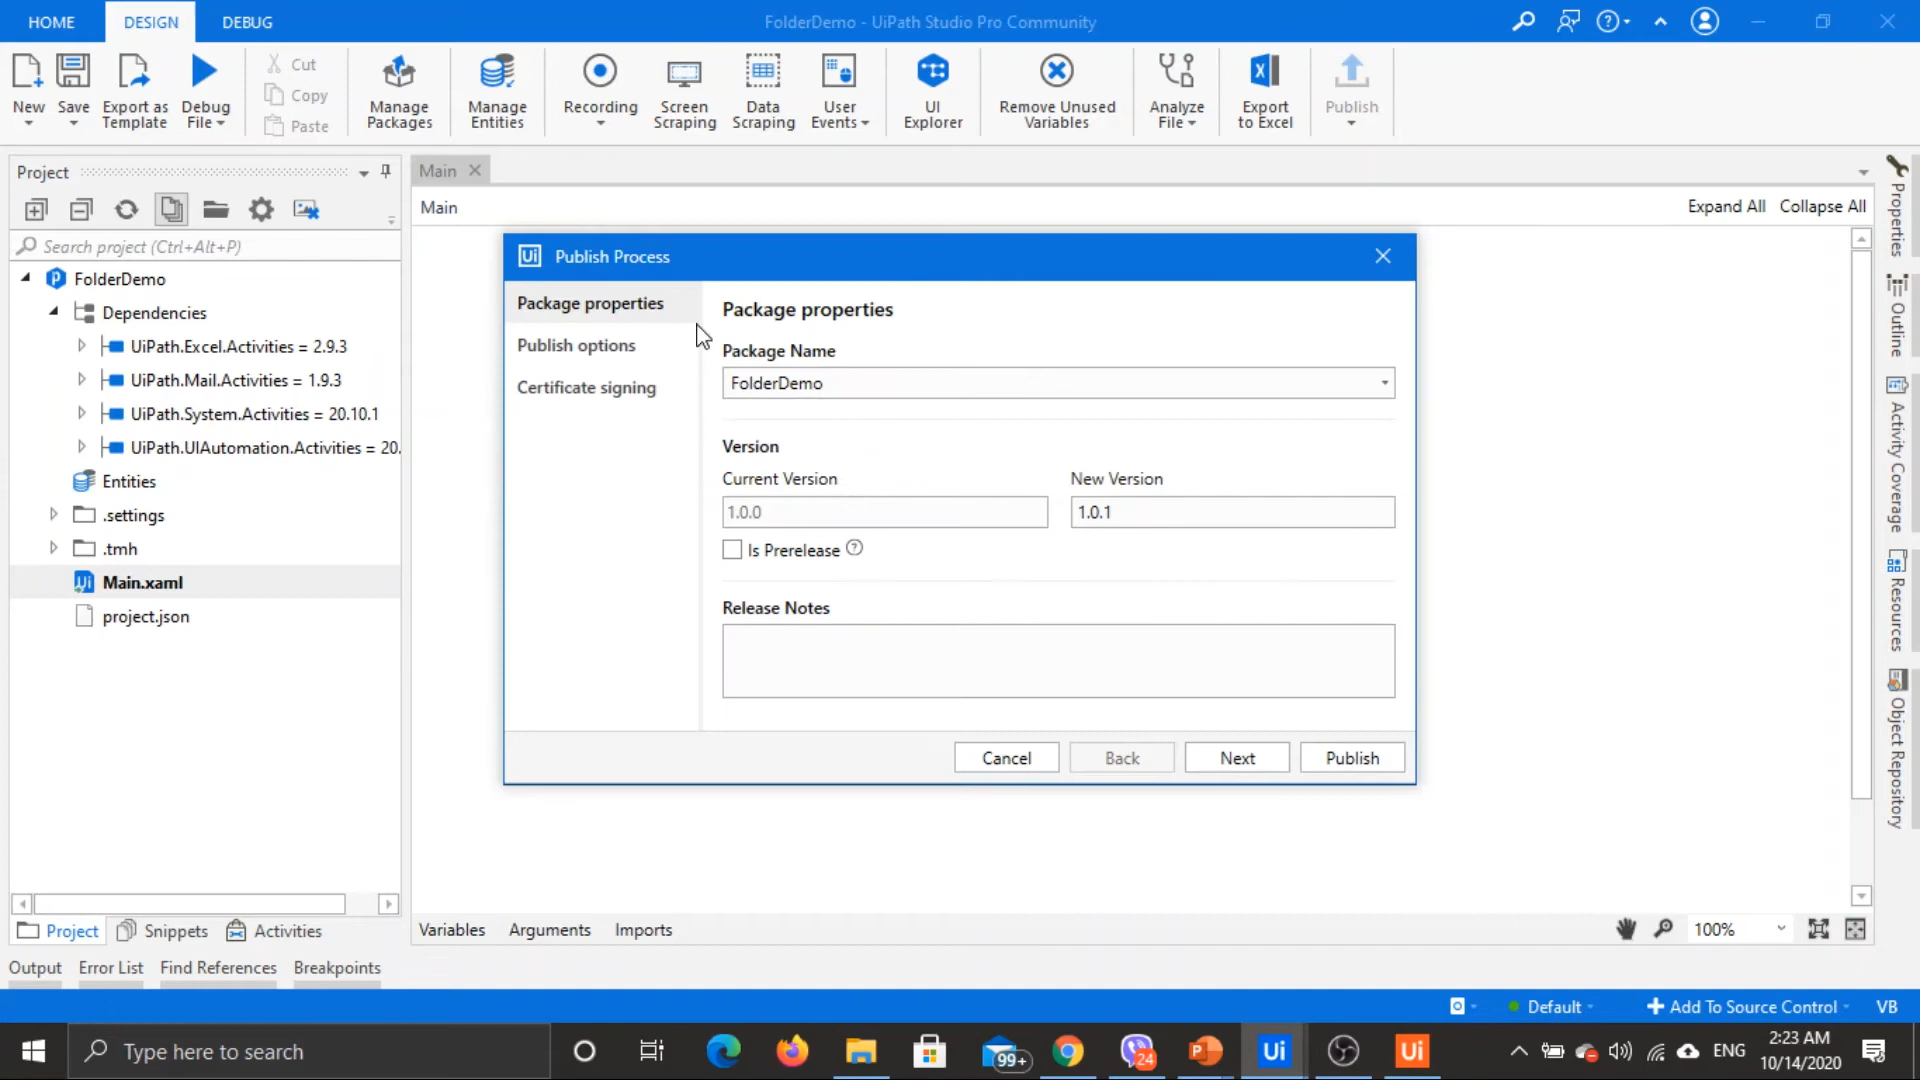 HOME
DESIGN
DEBUG
FolderDemo - UiPath Studio Pro Community
New
Save
Export as
Template
Debug
File
Cut
Copy
Paste
Manage
Packages
Manage
Entities
Recording
Screen
Scraping
Data
Scraping
User
Events
UI
Explorer
Remove Unused
Variables
Analyze
File
Export
to Excel
Publish
Project
Search project (Ctrl+Alt+P)
FolderDemo
Dependencies
UiPath.Excel.Activities = 2.9.3
UiPath.Mail.Activities = 1.9.3
UiPath.System.Activities = 20.10.1
UiPath.UIAutomation.Activities = 20.
Entities
.settings
.tmh
Main.xaml
project.json
Project
Snippets
Activities
Main
Main
Expand All
Collapse All
Ui
Publish Process
Package properties
Publish options
Certificate signing
Package properties
Package Name
FolderDemo
Version
Current Version
New Version
1.0.0
1.0.1
Is Prerelease
Release Notes
Cancel
Back
Next
Publish
Properties
Outline
Activity Coverage
Resources
Object Repository
Variables
Arguments
Imports
100%
Output
Error List
Find References
Breakpoints
Default
Add To Source Control
VB
Type here to search
99+
24
Ui
Ui
ENG
2:23 AM
10/14/2020